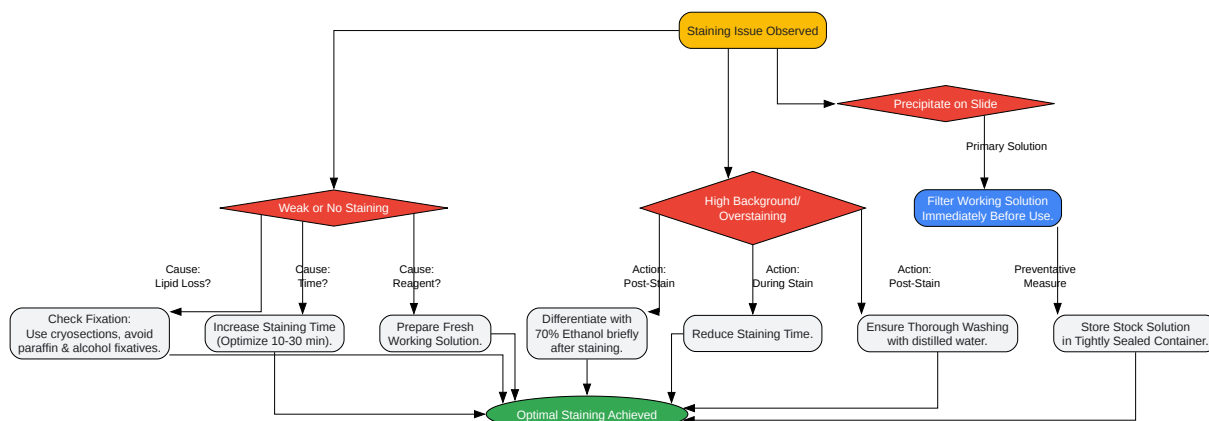 Staining Issue Observed
Precipitate on Slide
Primary Solution
Weak or No Staining
High Background/
Overstaining
Filter Working Solution
Immediately Before Use.
Cause:
Lipid Loss?
Cause:
Time?
Cause:
Reagent?
Action:
Post-Stain
Action:
During Stain
Action:
Post-Stain
Preventative
Measure
Check Fixation:
Use cryosections, avoid
paraffin & alcohol fixatives.
Increase Staining Time
(Optimize 10-30 min).
Prepare Fresh
Working Solution.
Differentiate with
70% Ethanol briefly
after staining.
Reduce Staining Time.
Ensure Thorough Washing
with distilled water.
Store Stock Solution
in Tightly Sealed Container.
Optimal Staining Achieved